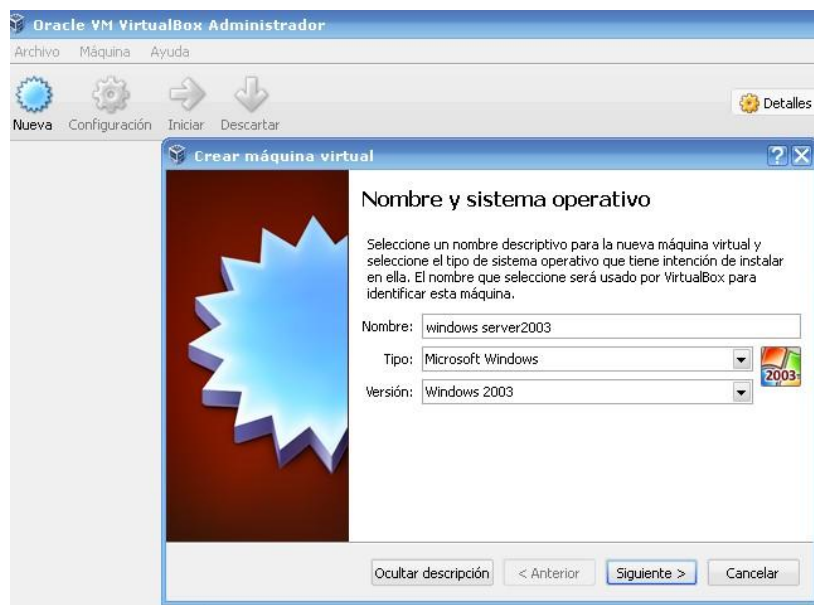 Oracle VM VirtualBox Administrador
Archivo Máquina Ayuda
Nueva Configuración Iniciar Descartar
Detalles
Crear máquina virtual
Nombre y sistema operativo
Seleccione un nombre descriptivo para la nueva máquina virtual y
seleccione el tipo de sistema operativo que tiene intención de instalar
en ella. El nombre que seleccione será usado por VirtualBox para
identificar esta máquina.
Nombre: windows server2003
Tipo: Microsoft Windows
2003
Versión: Windows 2003
Ocultar descripción < Anterior Siguiente > Cancelar